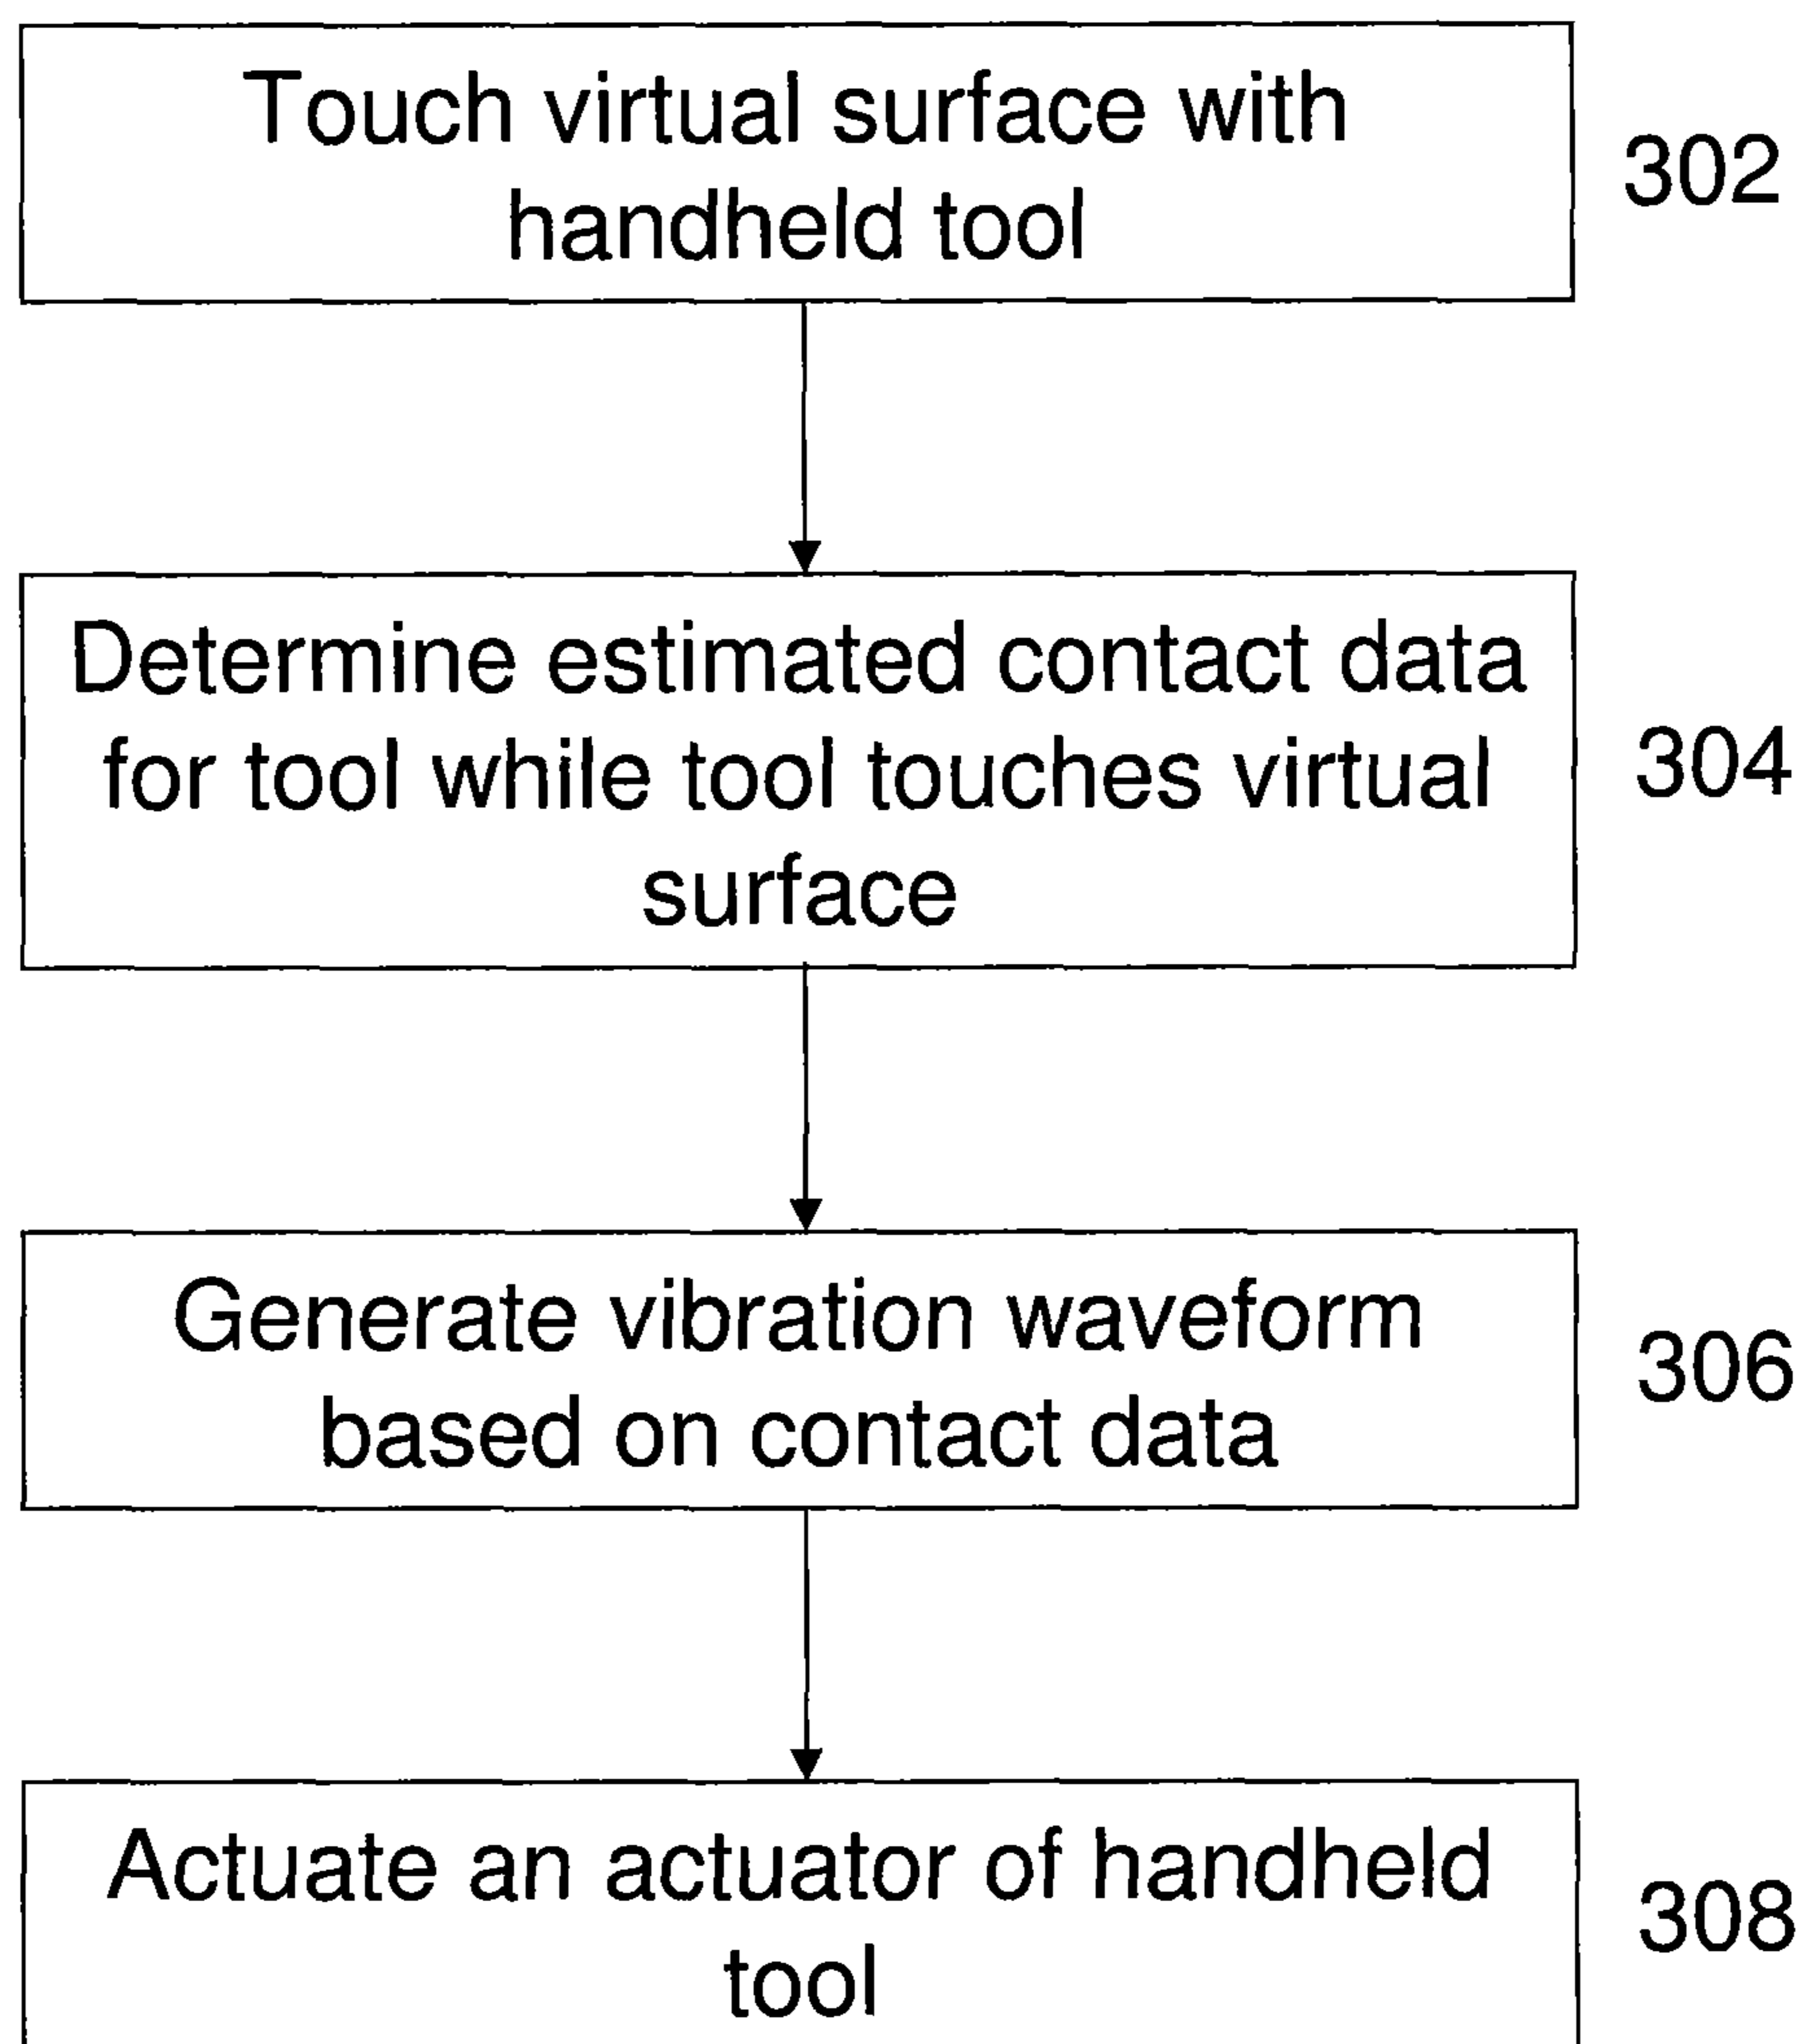 Touch virtual surface with
handheld tool
302
Determine estimated contact data
for tool while tool touches virtual
surface
304
Generate vibration waveform
based on contact data
306
Actuate an actuator of handheld
tool
308